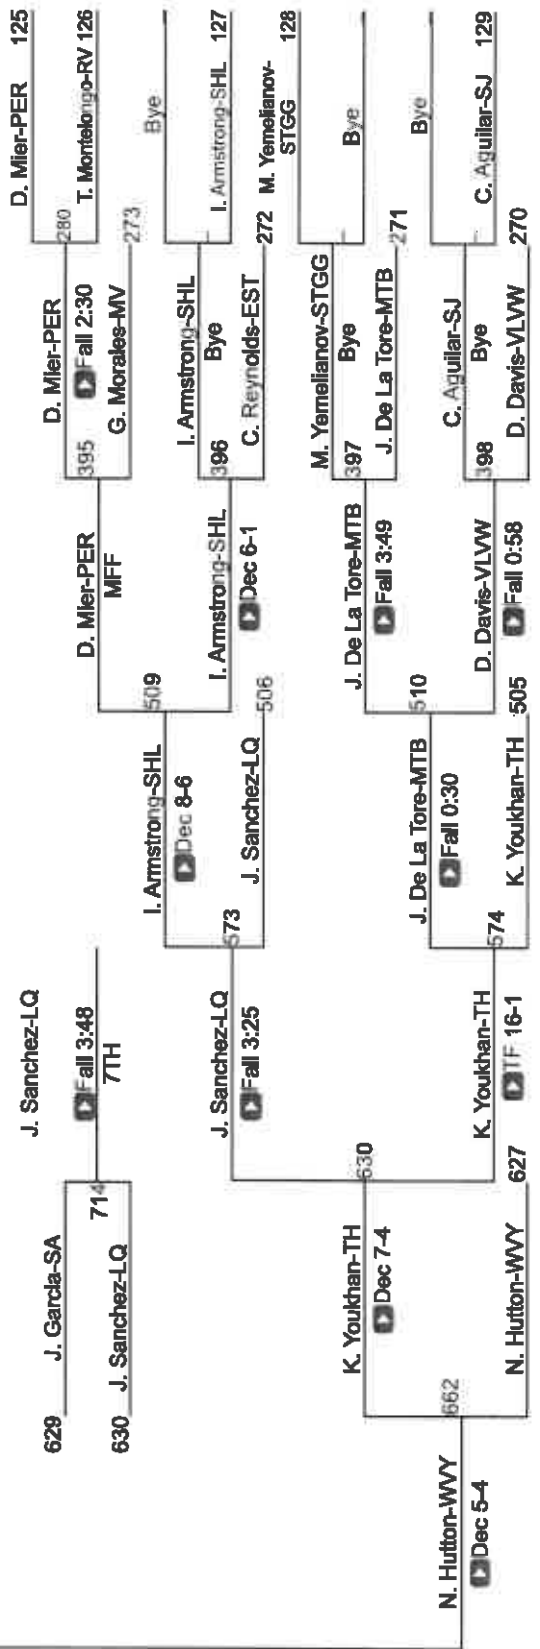 D. Mier-PER 125
280
T. Montelongo-RV 126
Bye
I. Armstrong-SHL 127
M. Yemelianov- 128
STGG
Bye
Bye
C. Aguilar-SJ 129
D. Mier-PER
Fall 2:30
395
G. Morales-MV 273
I. Armstrong-SHL
Bye
396
C. Reynolds-EST 272
M. Yemelianov-STGG
Bye
397
J. De La Tore-MTB 271
C. Aguilar-SJ
Bye
398
D. Davis-VLVW 270
D. Mier-PER
MFF
509
I. Armstrong-SHL
Dec 6-1
J. De La Tore-MTB
Fall 3:49
510
D. Davis-VLVW
Fall 0:58
I. Armstrong-SHL
Dec 8-6
573
J. Sanchez-LQ 506
J. De La Tore-MTB
Fall 0:30
574
K. Youkhan-TH 505
J. Sanchez-LQ
Fall 3:25
630
K. Youkhan-TH
TF 16-1
K. Youkhan-TH
Dec 7-4
662
N. Hutton-WVY 627
N. Hutton-WVY
Dec 5-4
629 J. Garcia-SA
714
630 J. Sanchez-LQ
J. Sanchez-LQ
Fall 3:48
7TH